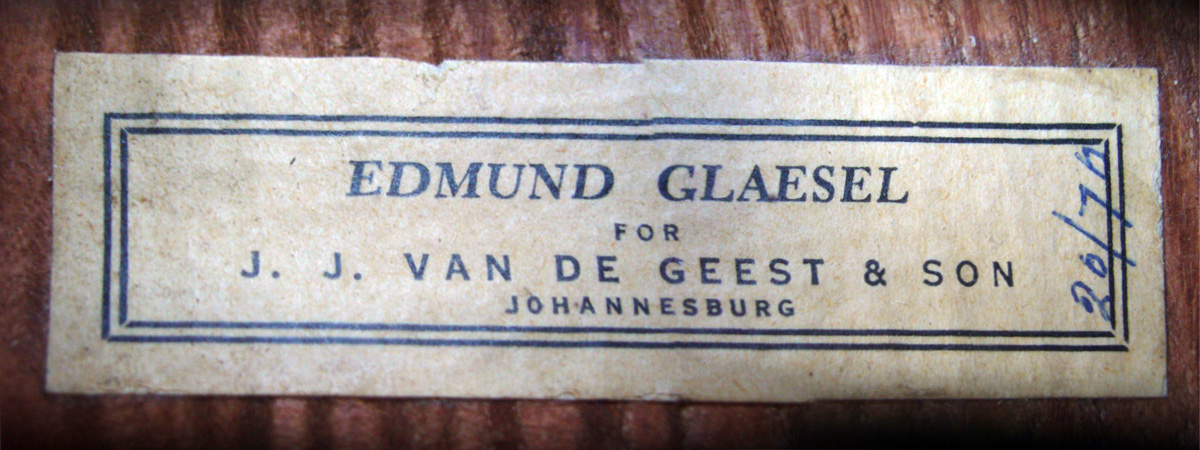 EDMUND GLAESEL
FOR
J. J. VAN DE GEEST & SON
JOHANNESBURG